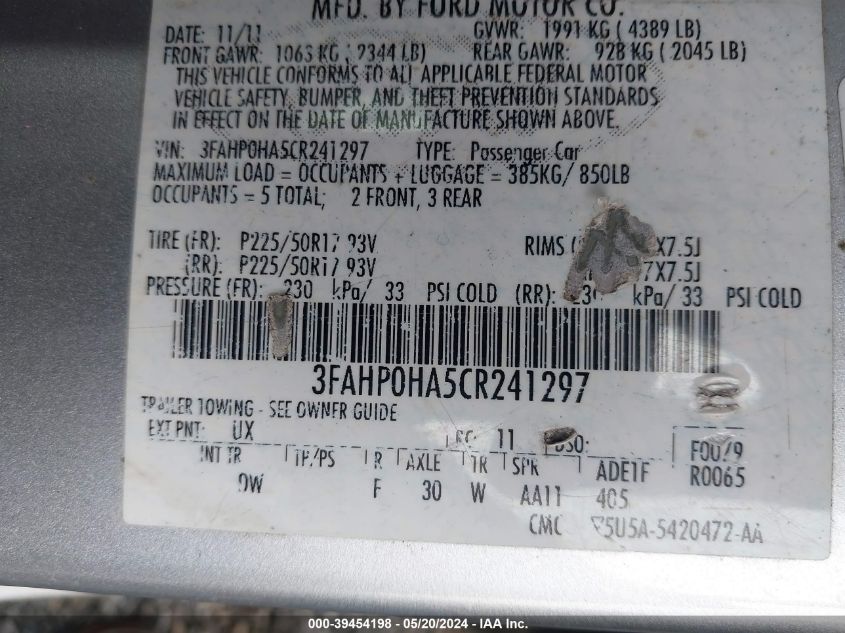 MFD. BY FORD MOTOR CO.
DATE: 11/11 GVWR: 1991 KG ( 4389 LB)
FRONT GAWR: 1063 KG ( 2344 LB) REAR GAWR: 928 KG ( 2045 LB)
THIS VEHICLE CONFORMS TO ALL APPLICABLE FEDERAL MOTOR
VEHICLE SAFETY, BUMPER, AND THEFT PREVENTION STANDARDS
IN EFFECT ON THE DATE OF MANUFACTURE SHOWN ABOVE.
VIN: 3FAHP0HA5CR241297 TYPE: Passenger Car
MAXIMUM LOAD = OCCUPANTS + LUGGAGE = 385KG/ 850LB
OCCUPANTS = 5 TOTAL; 2 FRONT, 3 REAR
TIRE (FR): P225/50R17 93V RIMS X7.5J
(RR): P225/50R17 93V 7X7.5J
PRESSURE (FR): 230 kPa/ 33 PSI COLD (RR): kPa/ 33 PSI COLD
3FAHP0HA5CR241297
TRAILER TOWING - SEE OWNER GUIDE
EXT PNT: UX RC: 11 DSO: F0079
INT TR TP/PS R AXLE TR SPR ADE1F R0065
F 30 W AA11 405
CMC 5U5A-5420472-AA
000-39454198 - 05/20/2024 - IAA Inc.